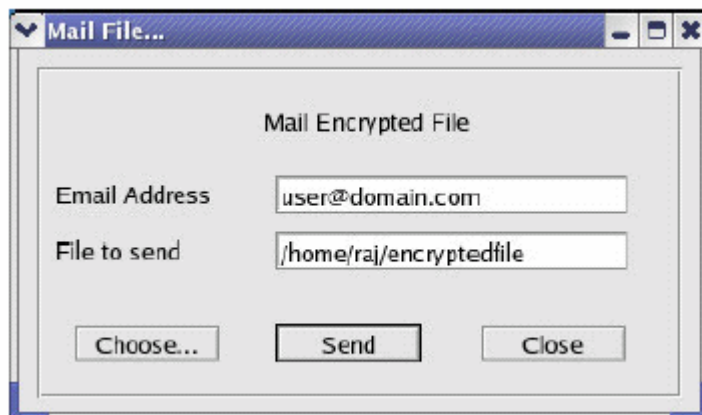 Mail File...
Mail Encrypted File
Email Address user@domain.com
File to send /home/raj/encryptedfile
Choose... Send Close